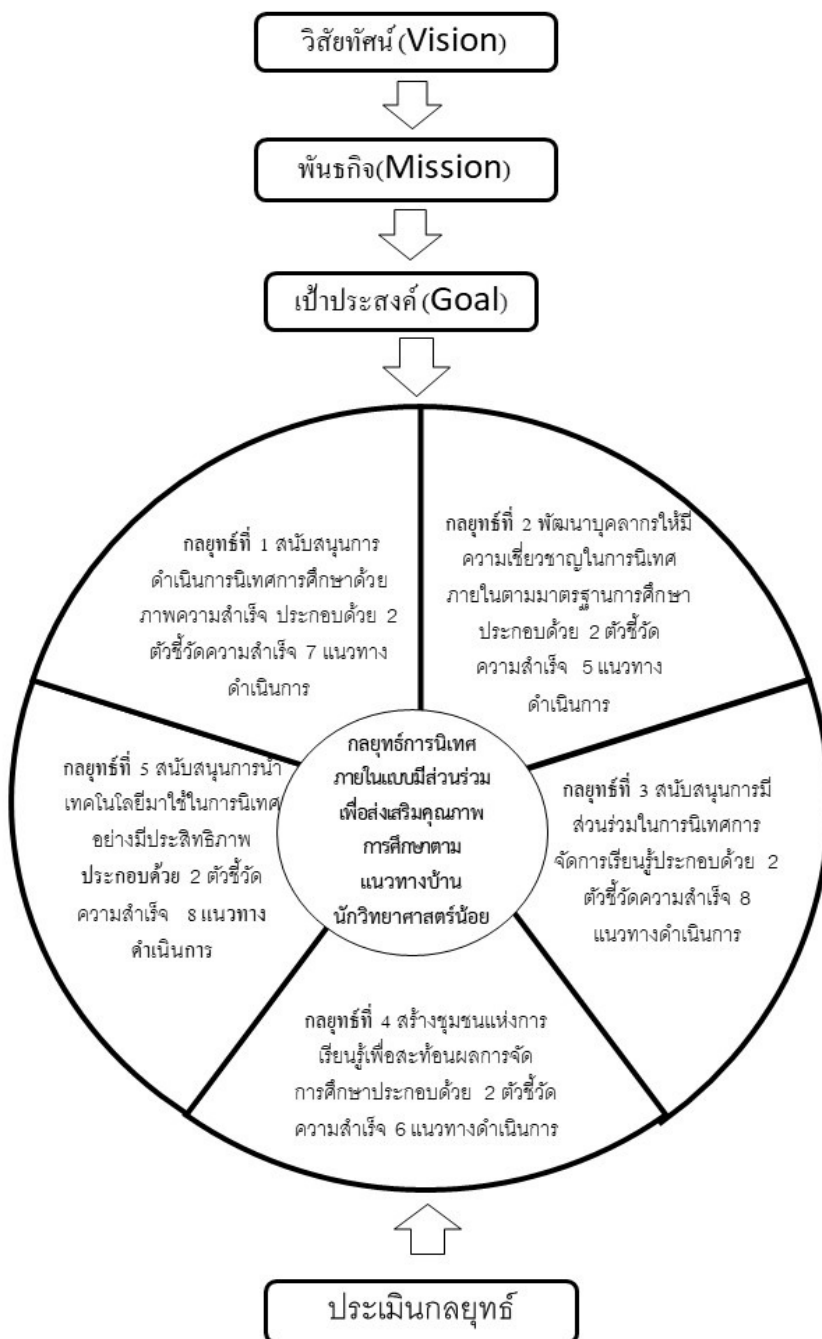 วิสัยทัศน์(Vision)
พันธกิจ(Mission)
เป้าประสงค์(Goal)
กลยุทธ์ที่ 1 สนับสนุนการ
ดำเนินการนิเทศการศึกษาด้วย
ภาพความสำเร็จ ประกอบด้วย 2
ตัวชี้วัดความสำเร็จ 7 แนวทาง
ดำเนินการ
กลยุทธ์ที่ 2 พัฒนาบุคลากรให้มี
ความเชี่ยวชาญในการนิเทศ
ภายในตามมาตรฐานการศึกษา
ประกอบด้วย 2 ตัวชี้วัด
ความสำเร็จ 5 แนวทาง
ดำเนินการ
กลยุทธ์ที่ 3 สนับสนุนการมี
ส่วนร่วมในการนิเทศการ
จัดการเรียนรู้ประกอบด้วย 2
ตัวชี้วัดความสำเร็จ 8
แนวทางดำเนินการ
กลยุทธ์ที่ 4 สร้างชุมชนแห่งการ
เรียนรู้เพื่อสะท้อนผลการจัด
การศึกษาประกอบด้วย 2 ตัวชี้วัด
ความสำเร็จ 6 แนวทางดำเนินการ
กลยุทธ์ที่ 5 สนับสนุนการนำ
เทคโนโลยีมาใช้ในการนิเทศ
อย่างมีประสิทธิภาพ
ประกอบด้วย 2 ตัวชี้วัด
ความสำเร็จ 8 แนวทาง
ดำเนินการ
กลยุทธ์การนิเทศ
ภายในแบบมีส่วนร่วม
เพื่อส่งเสริมคุณภาพ
การศึกษาตาม
แนวทางบ้าน
นักวิทยาศาสตร์น้อย
ประเมินกลยุทธ์